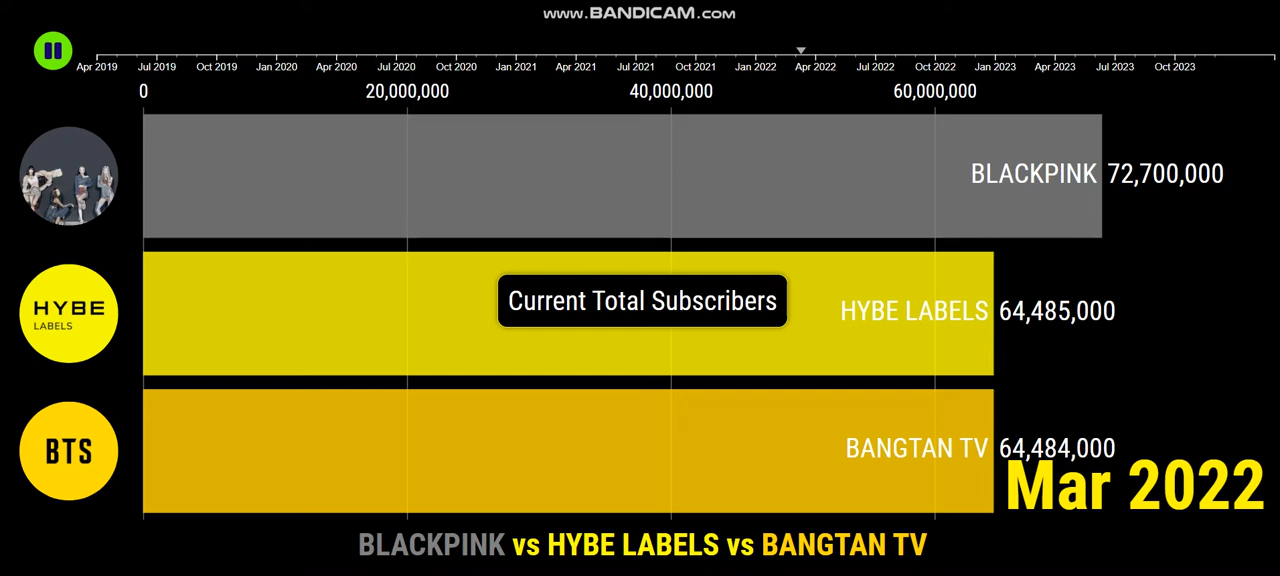 www.BANDICAM.com
Apr 2019 Jul 2019 Oct 2019 Jan 2020 Apr 2020 Jul 2020 Oct 2020 Jan 2021 Apr 2021 Jul 2021 Oct 2021 Jan 2022 Apr 2022 Jul 2022 Oct 2022 Jan 2023 Apr 2023 Jul 2023 Oct 2023
0 20,000,000 40,000,000 60,000,000
BLACKPINK 72,700,000
HYBE LABELS
Current Total Subscribers
HYBE LABELS 64,485,000
BTS
BANGTAN TV 64,484,000
Mar 2022
BLACKPINK vs HYBE LABELS vs BANGTAN TV